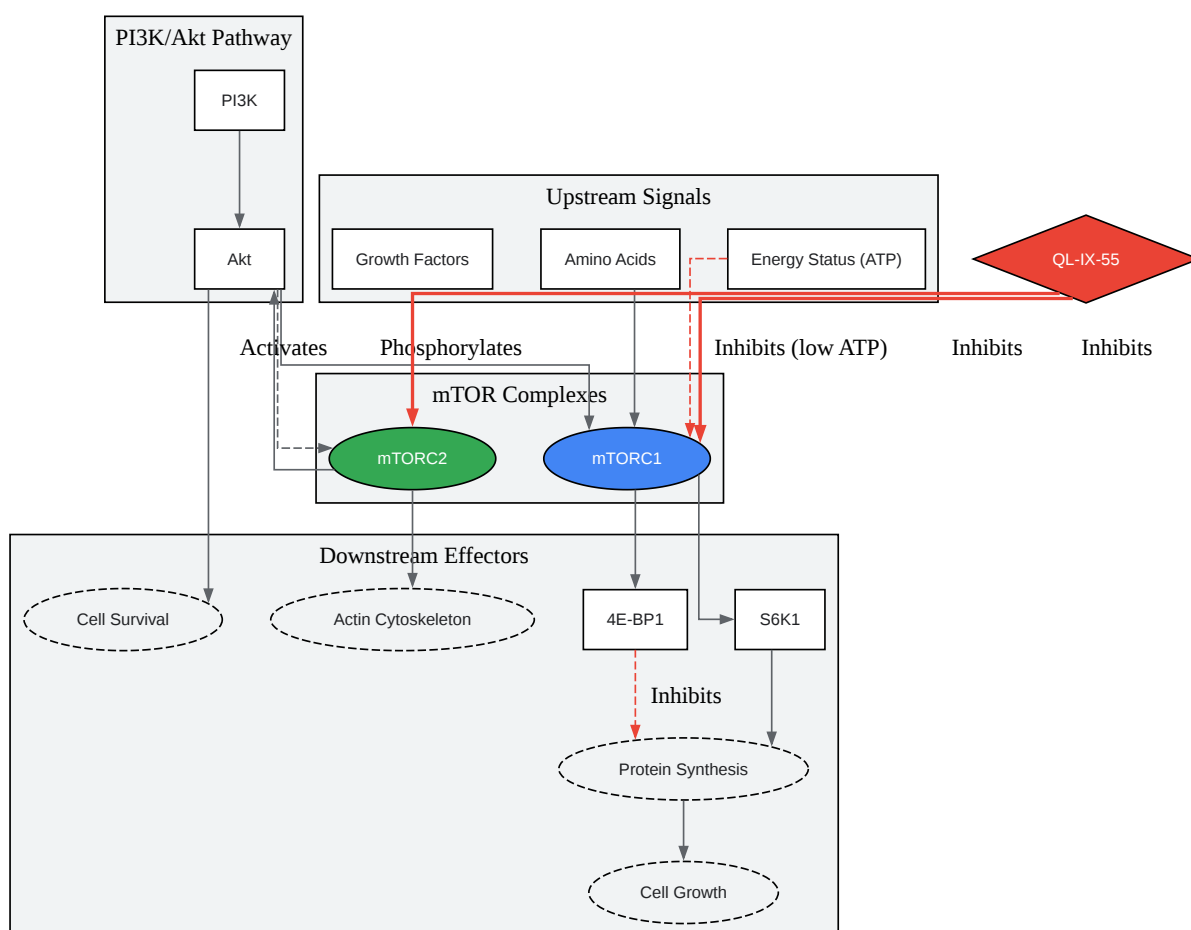 PI3K/Akt Pathway
PI3K
Upstream Signals
Akt
Growth Factors
Amino Acids
Energy Status (ATP)
QL-IX-55
Activates
Phosphorylates
Inhibits (low ATP)
Inhibits
Inhibits
mTOR Complexes
mTORC2
mTORC1
Downstream Effectors
Cell Survival
Actin Cytoskeleton
4E-BP1
S6K1
Inhibits
Protein Synthesis
Cell Growth